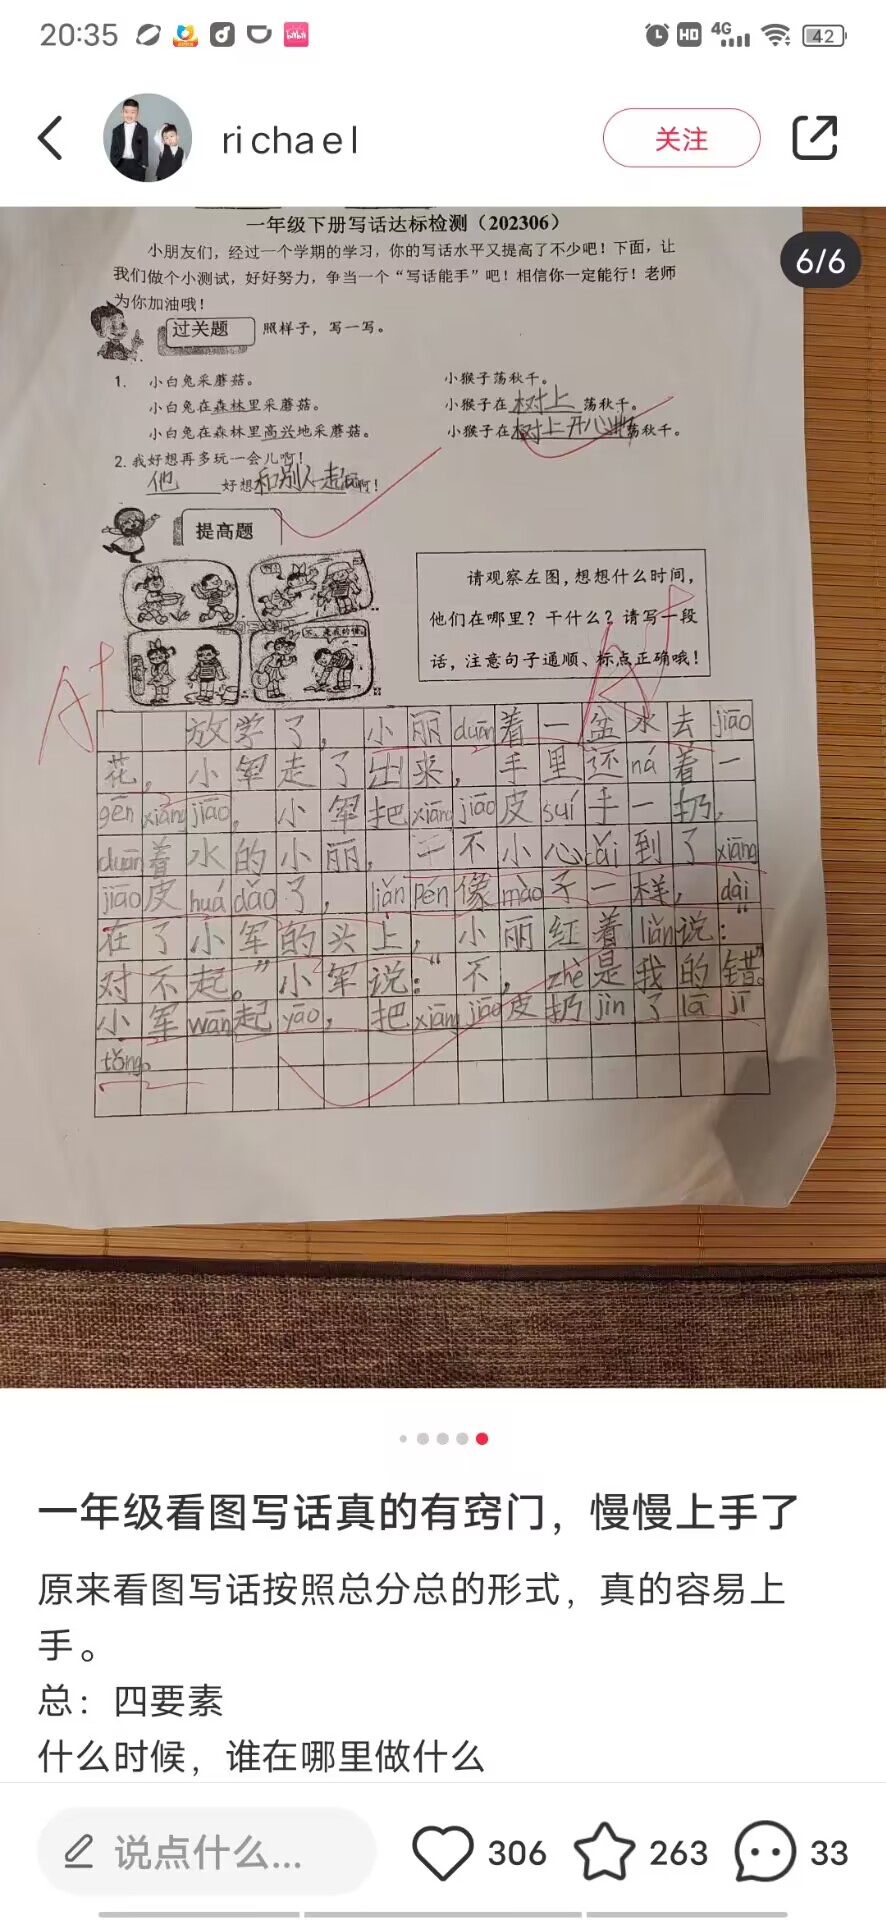 20:35
HD 4G 42
richael
关注
6/6
一年级下册写话达标检测（202306）
小朋友们，经过一个学期的学习，你的写话水平又提高了不少吧！下面，让
我们做个小测试，好好努力，争当一个“写话能手”吧！相信你一定能行！老师
为你加油哦！
过关题 照样子，写一写。
1. 小白兔采蘑菇。 小猴子荡秋千。
小白兔在森林里采蘑菇。 小猴子在树上荡秋千。
小白兔在森林里高兴地采蘑菇。 小猴子在树上开心地荡秋千。
2.我好想再多玩一会儿啊！
他好想和别人一起玩啊！
提高题
请观察左图，想想什么时间，
他们在哪里？干什么？请写一段
话，注意句子通顺、标点正确哦！
A+
放学了，小丽duān着一盆水去jiāo
花，小军走了出来，手里还ná着一
gēn xiāng jiāo，小军把xiāng jiāo皮suí手一扔，
duān着水的小丽，一不小心cǎi到了xiāng
jiāo皮huá dǎo了，liǎn pén像mào子一样，dài
在了小军的头上，小丽红着liǎn说：“
对不起。”小军说：“不，zhè是我的错。”
小军wān起yāo，把xiāng jiāo皮扔jìn了lā jī
tǒng。
一年级看图写话真的有窍门，慢慢上手了
原来看图写话按照总分总的形式，真的容易上
手。
总：四要素
什么时候，谁在哪里做什么
说点什么... 306 263 33